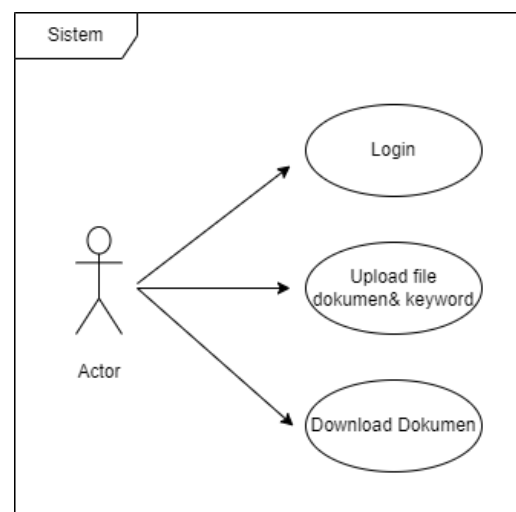 Sistem
Login
Upload file
dokumen& keyword
Actor
Download Dokumen